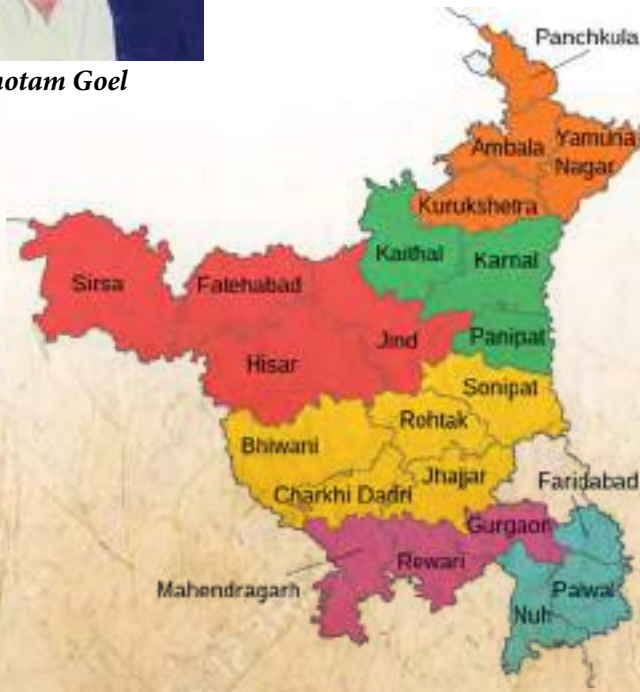 notam Goel
Panchkula
Ambala
Yamuna
Nagar
Kurukshetra
Kaithal
Karnal
Sirsa
Fatehabad
Jind
Panipat
Hisar
Sonipat
Rohtak
Bhiwani
Jhajjar
Faridabad
Charkhi Dadri
Gurgaon
Rewari
Mahendragarh
Palwal
Nuh